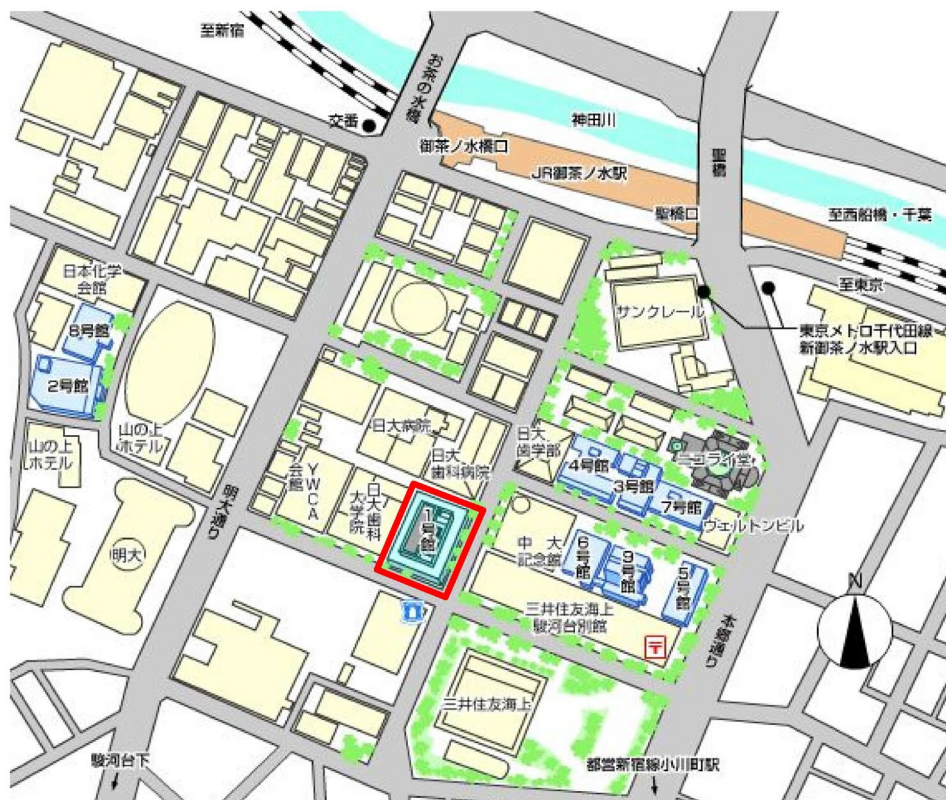 至新宿
お茶の水橋
交番
神田川
御茶ノ水橋口
JR御茶ノ水駅
聖橋
聖橋口
至西船橋・千葉
至東京
日本化学
会館
8号館
2号館
サンクレール
東京メトロ千代田線
新御茶ノ水駅入口
山の上
ホテル
山の上
ホテル
日大病院
日大
歯科病院
日大
歯学部
4号館
3号館
ニコライ堂
7号館
ヴェルトンビル
YWCA
会館
日大歯科
大学院
1号館
明大通り
明大
中大
記念館
6号館
9号館
5号館
N
三井住友海上
駿河台別館
〒
本郷通り
三井住友海上
駿河台下
都営新宿線小川町駅